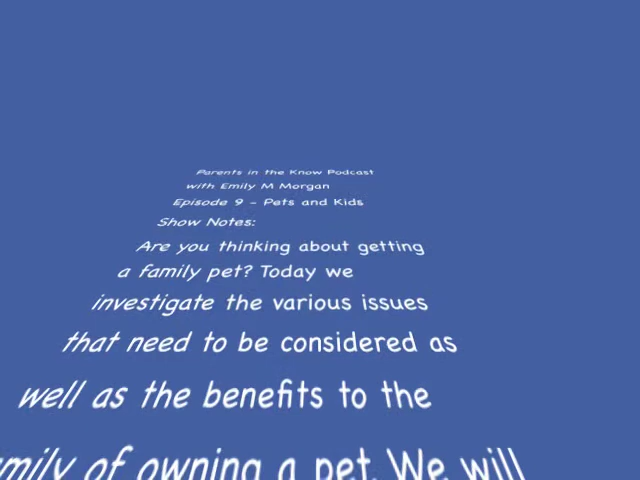 Parents in the Know Podcast
with Emily M Morgan
Episode 9 - Pets and Kids
Show Notes:
Are you thinking about getting
a family pet? Today we
investigate the various issues
that need to be considered as
well as the benefits to the
of owning a pet. We will